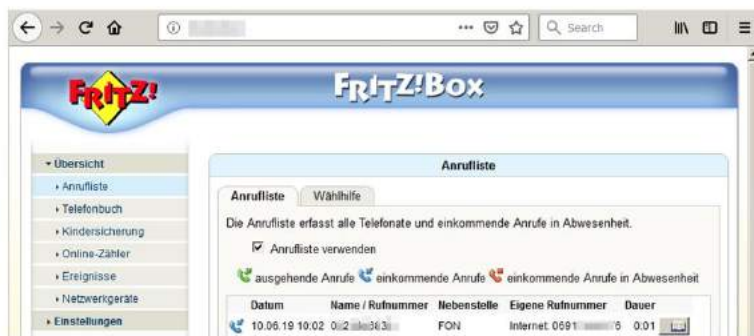 Search
FRITZ!
FRITZ!Box
Übersicht
Anrufliste
Telefonbuch
Kindersicherung
Online-Zähler
Ereignisse
Netzwerkgeräte
Einstellungen
Anrufliste
Anrufliste Wählhilfe
Die Anrufliste erfasst alle Telefonate und einkommende Anrufe in Abwesenheit.
Anrufliste verwenden
ausgehende Anrufe einkommende Anrufe einkommende Anrufe in Abwesenheit
Datum Name / Rufnummer Nebenstelle Eigene Rufnummer Dauer
10.06.19 10:02 FON Internet: 0:01